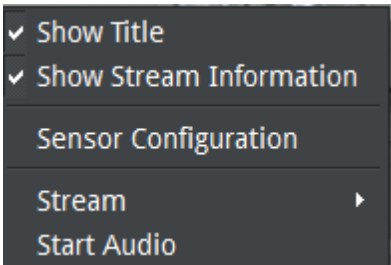 Show Title
Show Stream Information
Sensor Configuration
Stream
Start Audio